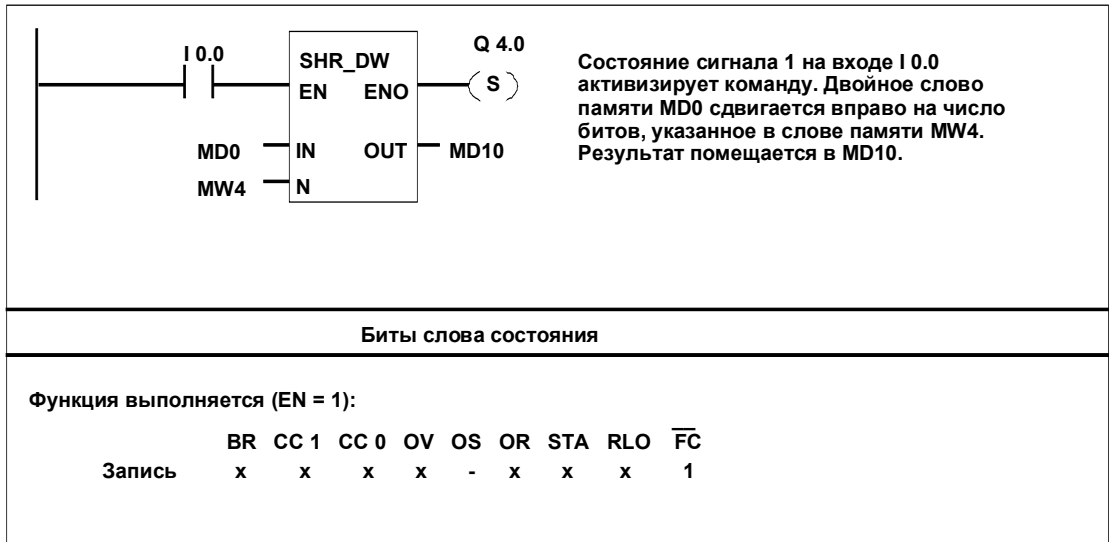 I 0.0
SHR_DW
Q 4.0
EN ENO
S
MD0 IN OUT MD10
MW4 N
Состояние сигнала 1 на входе I 0.0
активизирует команду. Двойное слово
памяти MD0 сдвигается вправо на число
битов, указанное в слове памяти MW4.
Результат помещается в MD10.
Биты слова состояния
Функция выполняется (EN = 1):
BR CC 1 CC 0 OV OS OR STA RLO F̅C̅
Запись x x x x - x x x 1